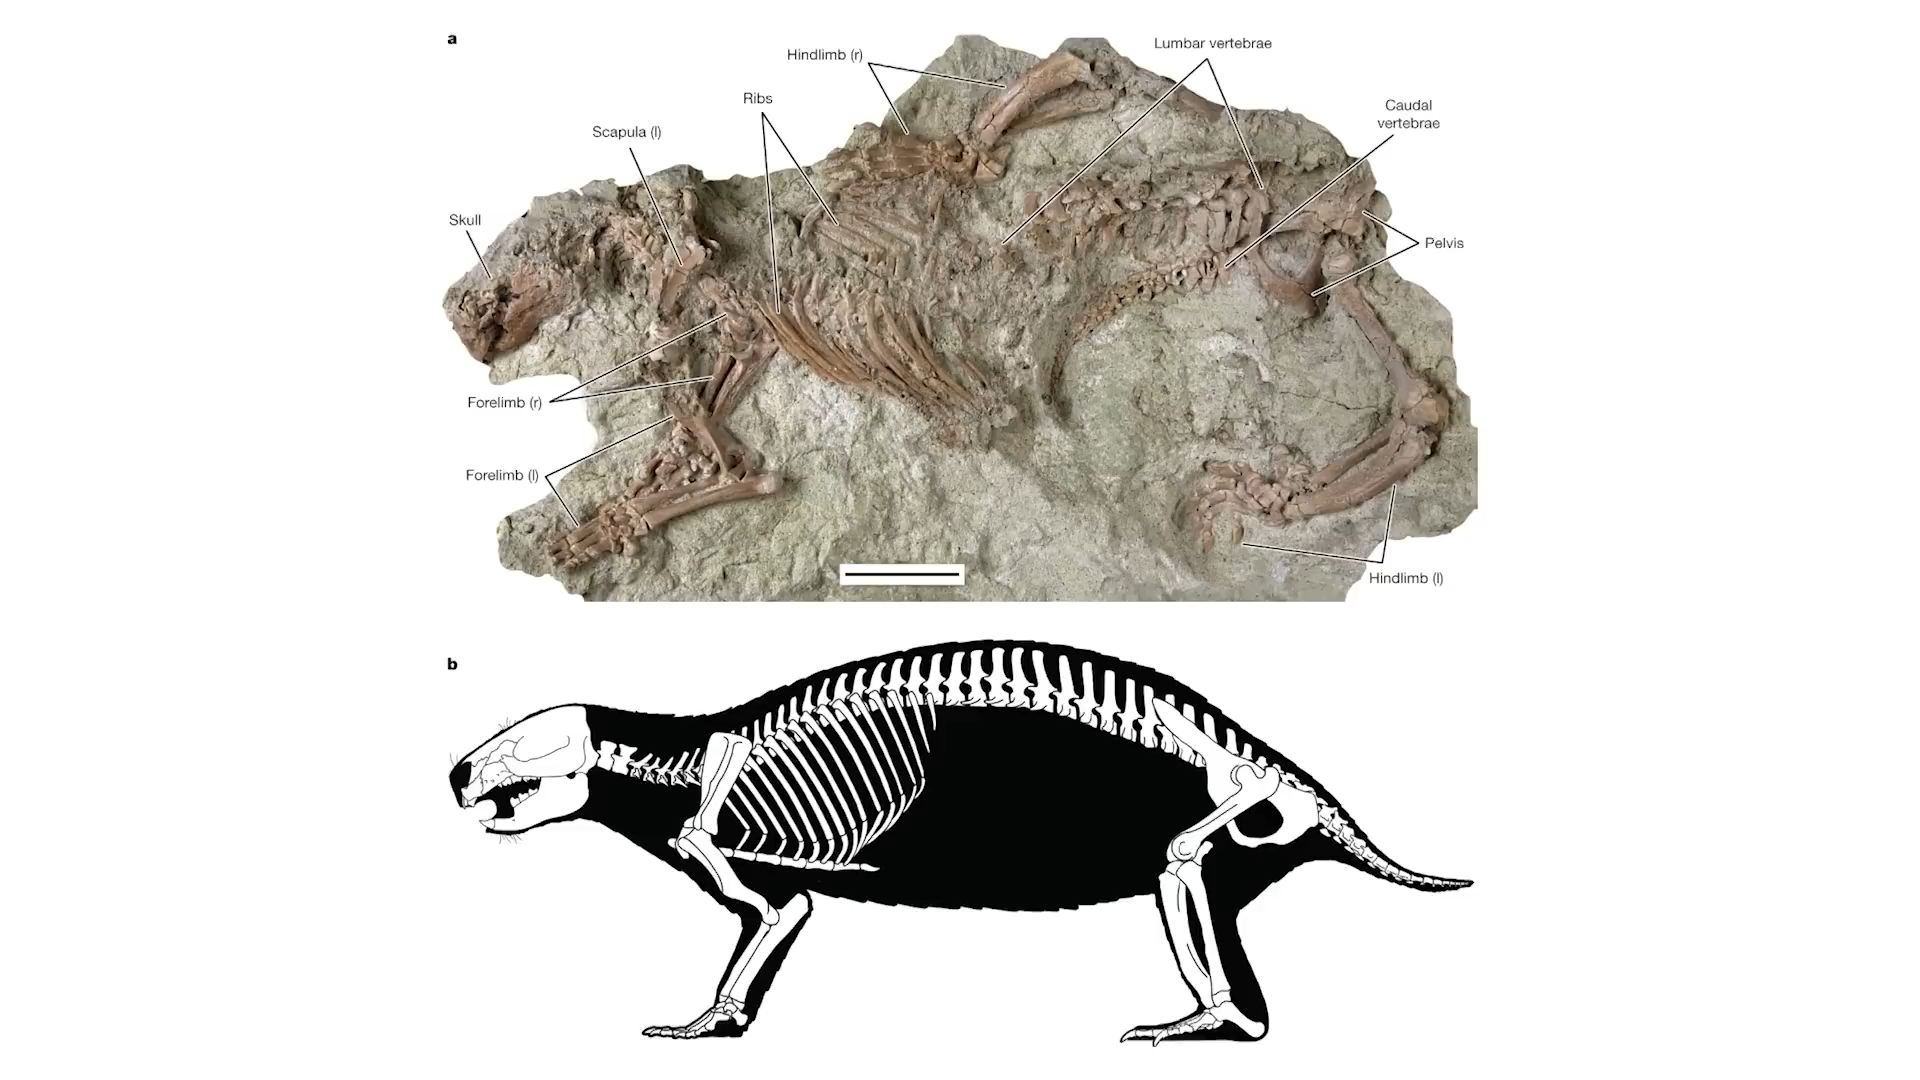 a
Hindlimb (r)
Lumbar vertebrae
Ribs
Caudal
vertebrae
Scapula (l)
Skull
Pelvis
Forelimb (r)
Forelimb (l)
Hindlimb (l)
b